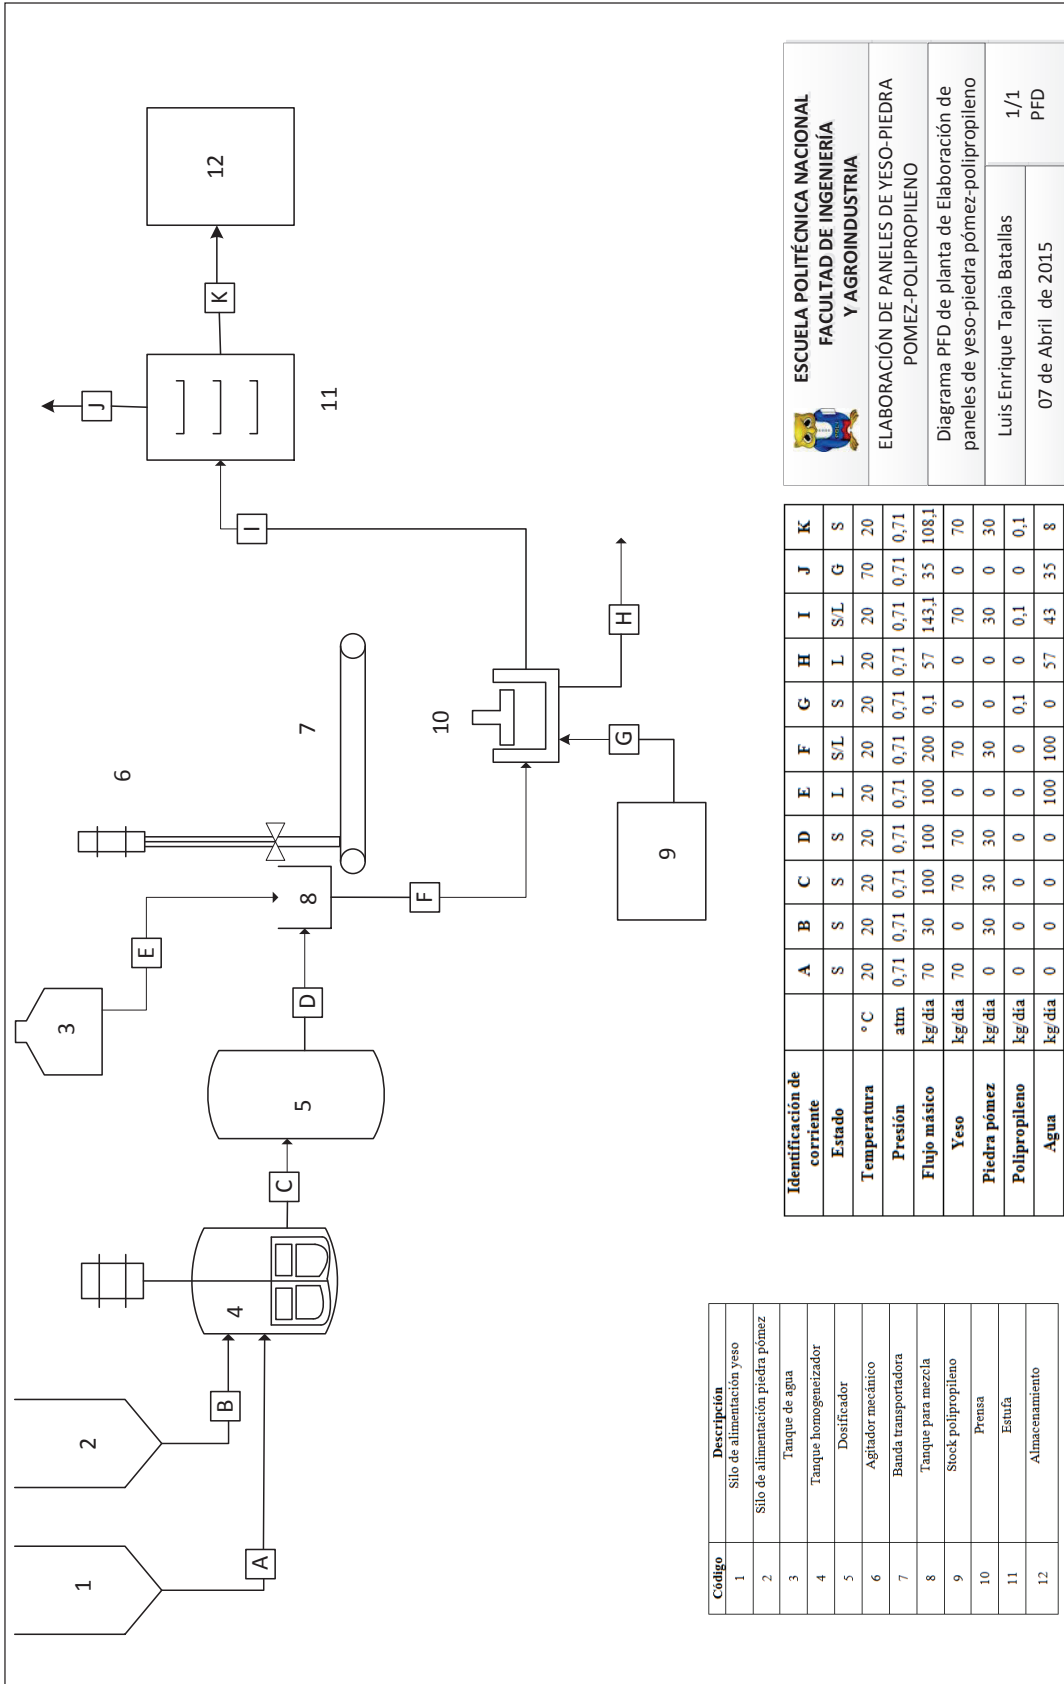 1
2
3
4
5
6
7
8
9
10
11
12
A
B
C
D
E
F
G
H
I
J
K
Código Descripción
1 Silo de alimentación yeso
2 Silo de alimentación piedra pómez
3 Tanque de agua
4 Tanque homogeneizador
5 Dosificador
6 Agitador mecánico
7 Banda transportadora
8 Tanque para mezcla
9 Stock polipropileno
10 Prensa
11 Estufa
12 Almacenamiento
Identificación de
corriente A B C D E F G H I J K
Estado S S S S L S/L S L S/L G S
Temperatura ° C 20 20 20 20 20 20 20 20 20 70 20
Presión atm 0,71 0,71 0,71 0,71 0,71 0,71 0,71 0,71 0,71 0,71 0,71
Flujo másico kg/día 70 30 100 100 100 200 0,1 57 143,1 35 108,1
Yeso kg/día 70 0 70 70 0 70 0 0 70 0 70
Piedra pómez kg/día 0 30 30 30 0 30 0 0 30 0 30
Polipropileno kg/día 0 0 0 0 0 0 0,1 0 0,1 0 0,1
Agua kg/día 0 0 0 0 100 100 0 57 43 35 8
ESCUELA POLITÉCNICA NACIONAL
FACULTAD DE INGENIERÍA
Y AGROINDUSTRIA
ELABORACIÓN DE PANELES DE YESO-PIEDRA
POMEZ-POLIPROPILENO
Diagrama PFD de planta de Elaboración de
paneles de yeso-piedra pómez-polipropileno
Luis Enrique Tapia Batallas
1/1
PFD
07 de Abril de 2015